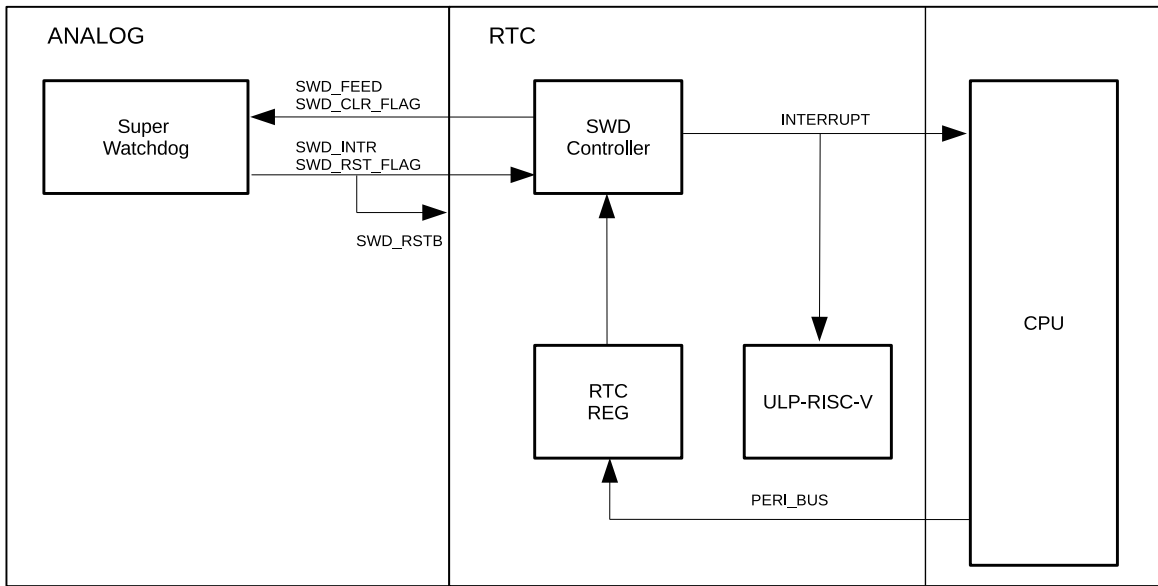 ANALOG
RTC
SWD_FEED
SWD_CLR_FLAG
Super
Watchdog
SWD_INTR
SWD_RST_FLAG
SWD_RSTB
SWD
Controller
INTERRUPT
CPU
RTC
REG
ULP-RISC-V
PERI_BUS